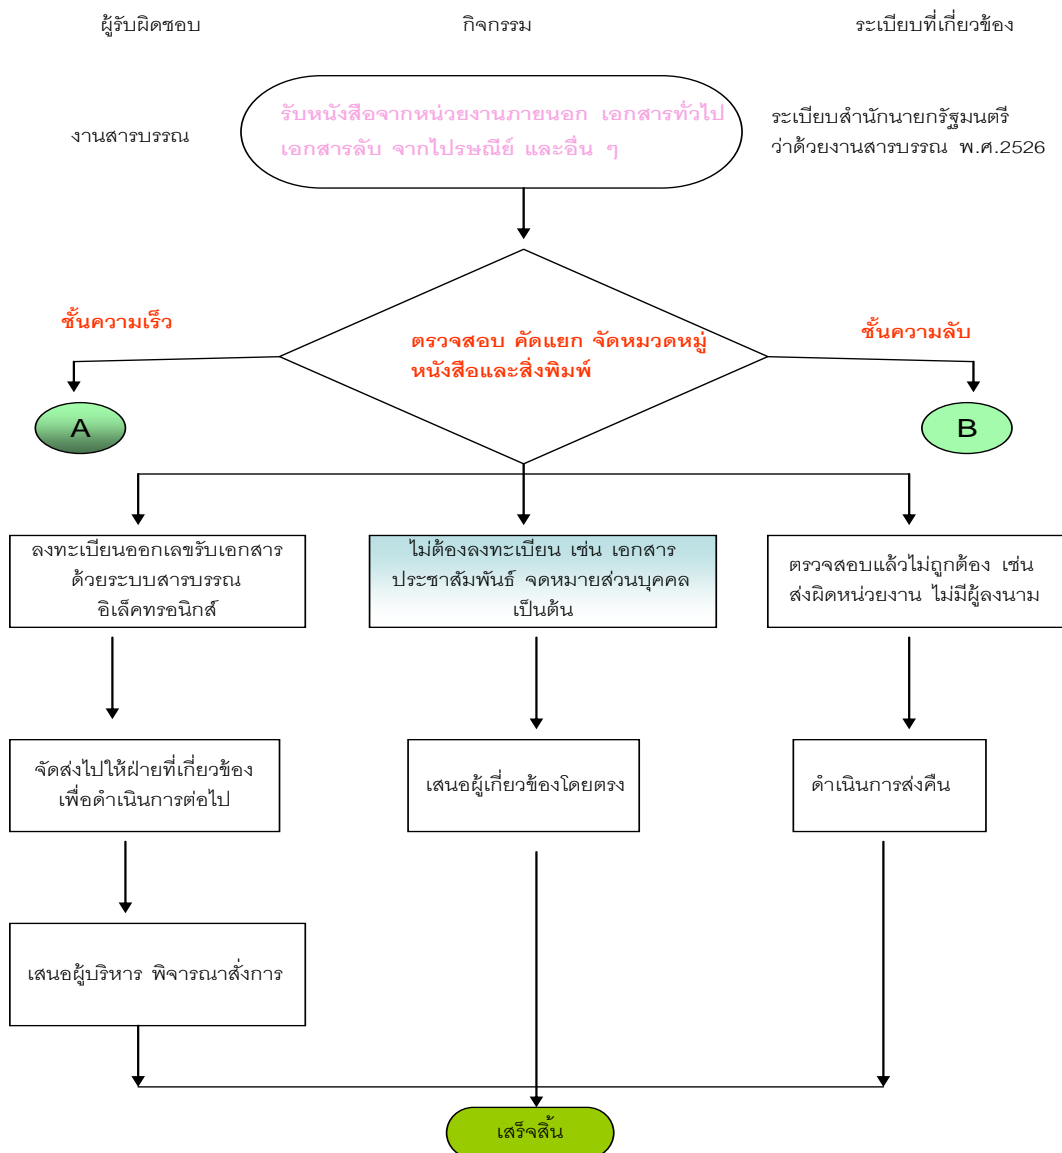 ผู้รับผิดชอบ
กิจกรรม
ระเบียบที่เกี่ยวข้อง
งานสารบรรณ
รับหนังสือจากหน่วยงานภายนอก เอกสารทั่วไป
เอกสารลับ จากไปรษณีย์ และอื่น ๆ
ระเบียบสำนักนายกรัฐมนตรี
ว่าด้วยงานสารบรรณ พ.ศ.2526
ชั้นความเร็ว
ตรวจสอบ คัดแยก จัดหมวดหมู่
หนังสือและสิ่งพิมพ์
ชั้นความลับ
A
B
ลงทะเบียนออกเลขรับเอกสาร
ด้วยระบบสารบรรณ
อิเล็คทรอนิกส์
ไม่ต้องลงทะเบียน เช่น เอกสาร
ประชาสัมพันธ์ จดหมายส่วนบุคคล
เป็นต้น
ตรวจสอบแล้วไม่ถูกต้อง เช่น
ส่งผิดหน่วยงาน ไม่มีผู้ลงนาม
จัดส่งไปให้ฝ่ายที่เกี่ยวข้อง
เพื่อดำเนินการต่อไป
เสนอผู้เกี่ยวข้องโดยตรง
ดำเนินการส่งคืน
เสนอผู้บริหาร พิจารณาสั่งการ
เสร็จสิ้น